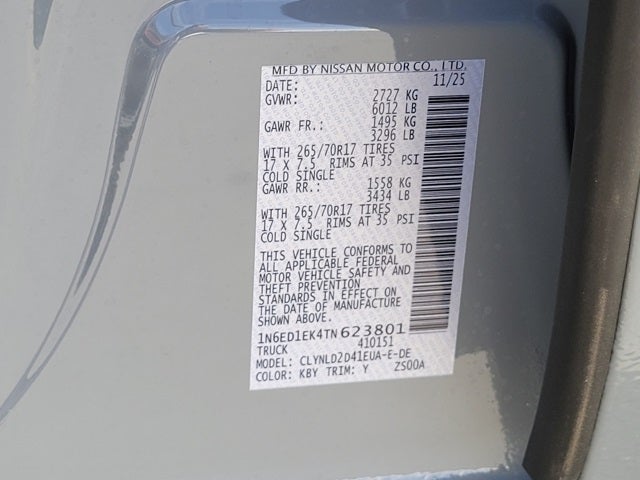 MFD BY NISSAN MOTOR CO., LTD.
DATE: 11/25
GVWR: 2727 KG
6012 LB
GAWR FR.: 1495 KG
3296 LB
WITH 265/70R17 TIRES
17 X 7.5 RIMS AT 35 PSI
COLD SINGLE
GAWR RR.: 1558 KG
3434 LB
WITH 265/70R17 TIRES
17 X 7.5 RIMS AT 35 PSI
COLD SINGLE
THIS VEHICLE CONFORMS TO
ALL APPLICABLE FEDERAL
MOTOR VEHICLE SAFETY AND
THEFT PREVENTION
STANDARDS IN EFFECT ON
THE DATE OF MANUFACTURE
SHOWN ABOVE.
1N6ED1EK4TN623801
TRUCK 410151
MODEL: CLYNLD2D41EUA-E-DE
COLOR: KBY TRIM: Y ZS00A